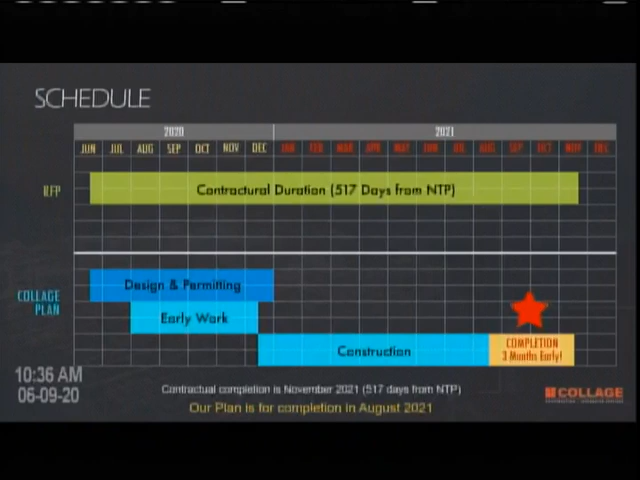 SCHEDULE
2020 2021
JUN JUL AUG SEP OCT NOV DEC JAN FEB MAR APR MAY JUN JUL AUG SEP OCT NOV DEC
RFP
Contractural Duration (517 Days from NTP)
Design & Permitting
COLLAGE
PLAN
Early Work
Construction
COMPLETION
3 Months Early!
10:36 AM
06-09-20
Contractual completion is November 2021 (517 days from NTP)
Our Plan is for completion in August 2021
COLLAGE